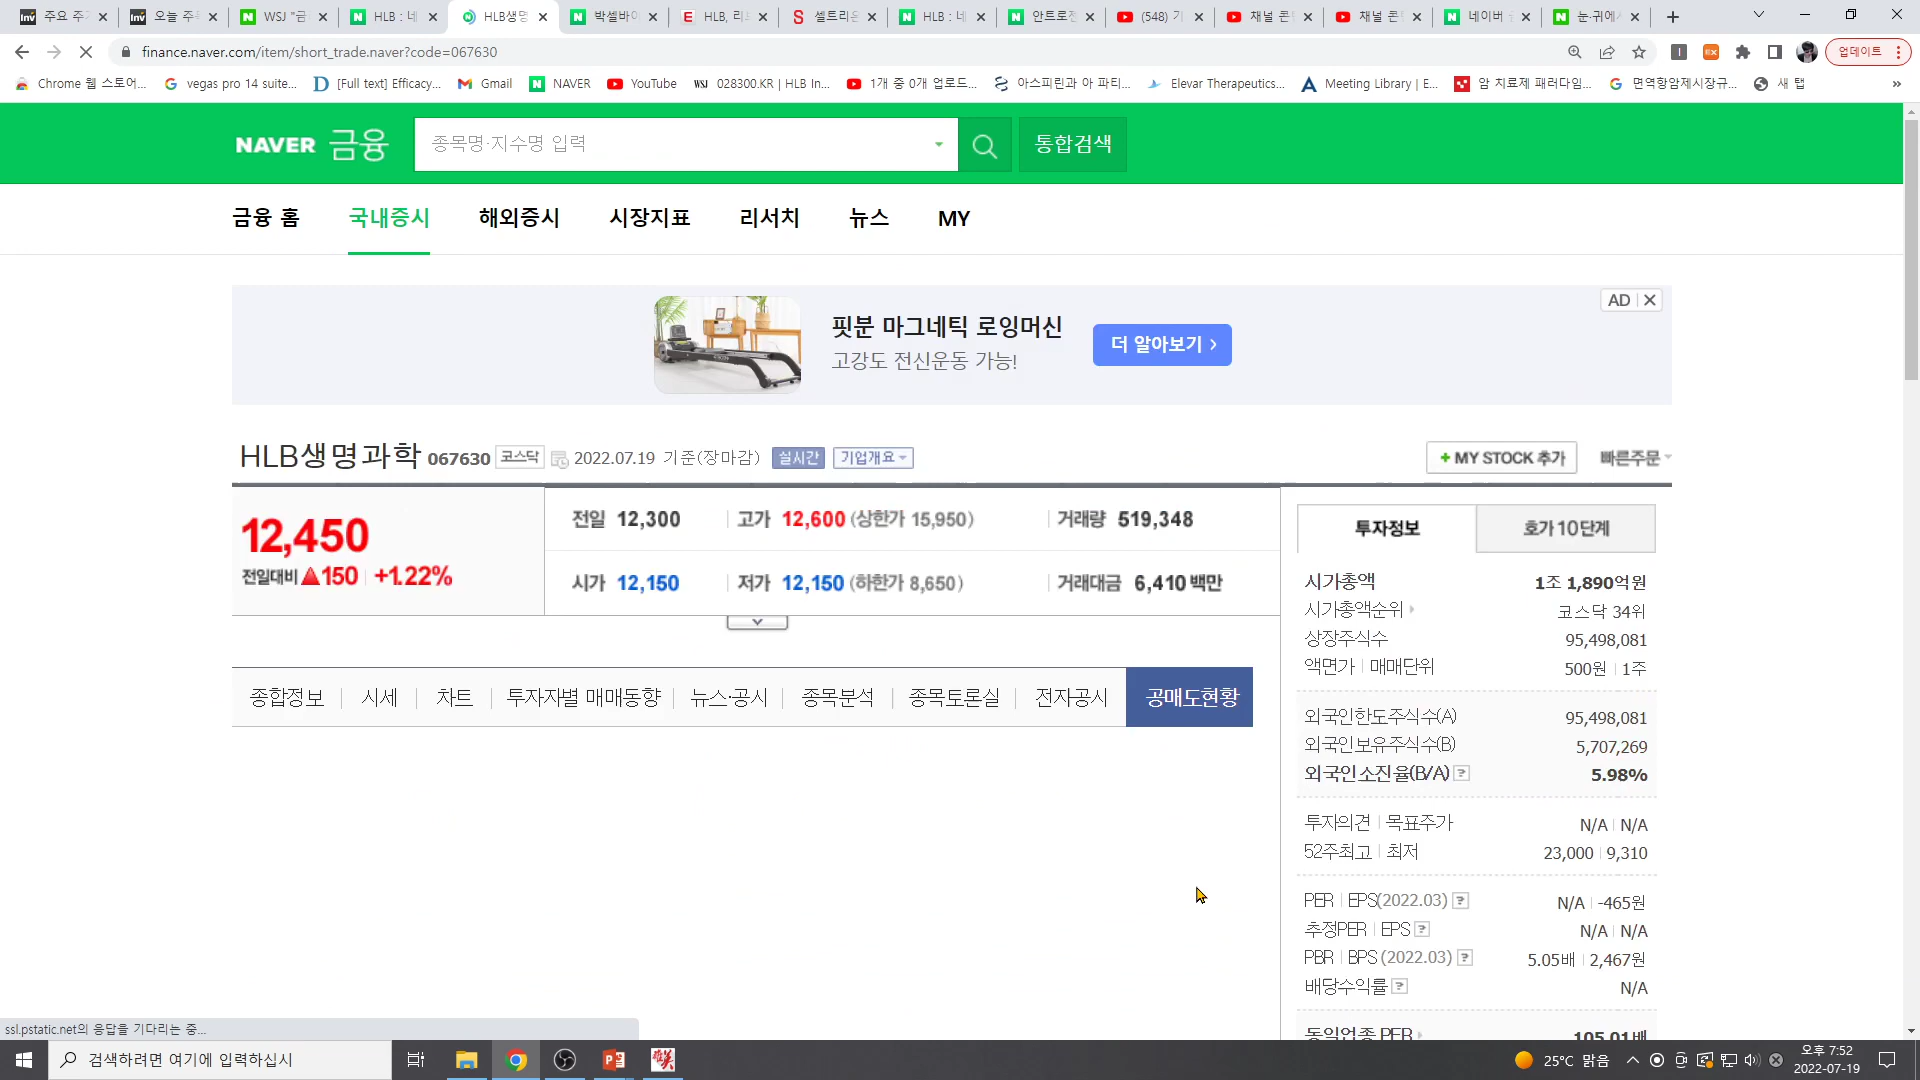 주요 주가
오늘 주
WSJ "금
HLB : 네
HLB생명
박셀바이
HLB, 리
셀트리온
HLB : 네
안트로젠
(548) 기
채널 콘텐
채널 콘텐
네이버
눈·귀에서
finance.naver.com/item/short_trade.naver?code=067630
업데이트
Chrome 웹 스토어...
vegas pro 14 suite...
[Full text] Efficacy...
Gmail
NAVER
YouTube
028300.KR | HLB In...
1개 중 0개 업로드...
아스피린과 아 파티...
Elevar Therapeutics...
Meeting Library | E...
암 치료제 패러다임...
면역항암제시장규...
새 탭
»
NAVER 금융
종목명·지수명 입력
통합검색
금융 홈 국내증시 해외증시 시장지표 리서치 뉴스 MY
AD
핏분 마그네틱 로잉머신
고강도 전신운동 가능!
더 알아보기 >
HLB생명과학 067630 코스닥 2022.07.19 기준(장마감) 실시간 기업개요
+ MY STOCK 추가 빠른주문
12,450
전일대비 ▲150 +1.22%
전일 12,300 고가 12,600 (상한가 15,950) 거래량 519,348
시가 12,150 저가 12,150 (하한가 8,650) 거래대금 6,410 백만
종합정보 시세 차트 투자자별 매매동향 뉴스·공시 종목분석 종목토론실 전자공시 공매도현황
투자정보 호가 10단계
시가총액 1조 1,890억원
시가총액순위 코스닥 34위
상장주식수 95,498,081
액면가 매매단위 500원 1주
외국인한도주식수(A) 95,498,081
외국인보유주식수(B) 5,707,269
외국인소진율(B/A) ? 5.98%
투자의견 목표주가 N/A N/A
52주최고 최저 23,000 9,310
PER EPS(2022.03) ? N/A -465원
추정PER EPS ? N/A N/A
PBR BPS (2022.03) ? 5.05배 2,467원
배당수익률 ? N/A
동일업종 PER 105.01배
ssl.pstatic.net의 응답을 기다리는 중...
검색하려면 여기에 입력하십시
25°C 맑음
오후 7:52
2022-07-19